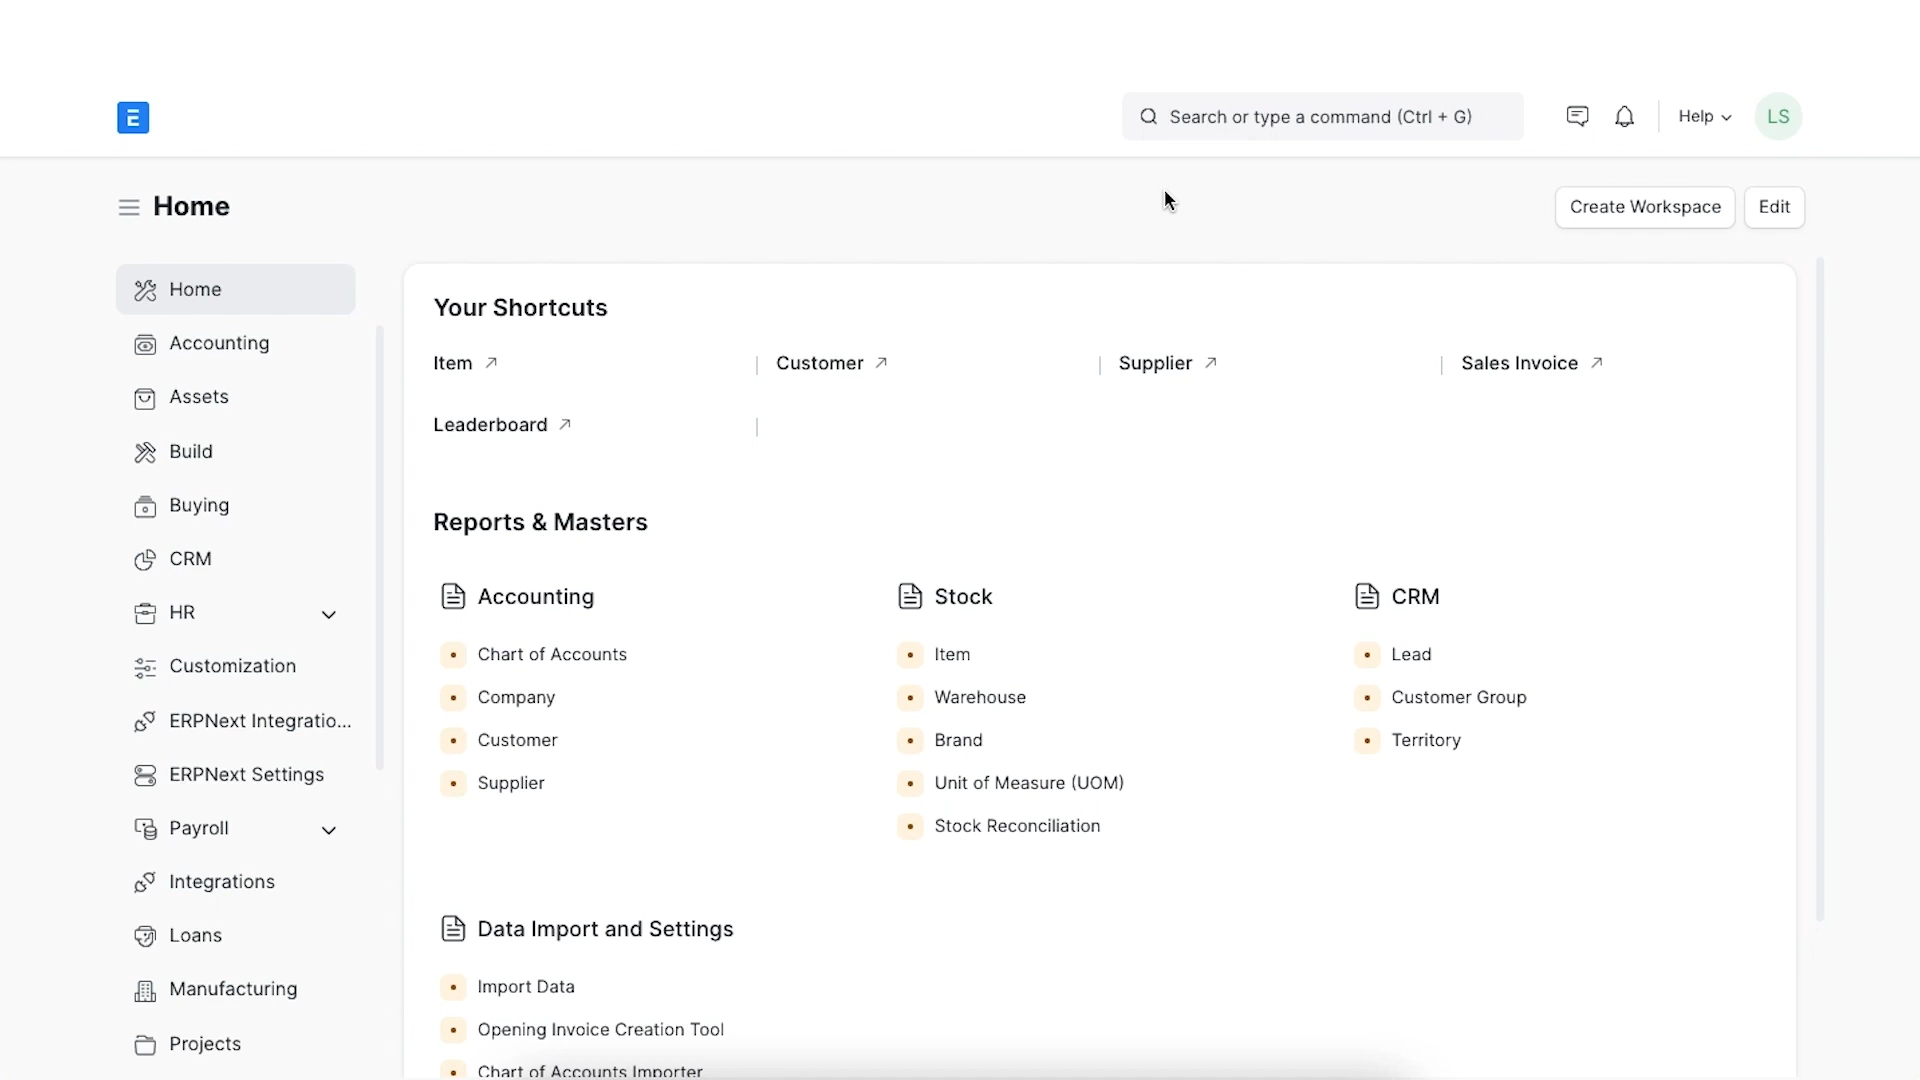 E
Search or type a command (Ctrl + G)
Help
LS
Home
Create Workspace
Edit
Home
Accounting
Assets
Build
Buying
CRM
HR
Customization
ERPNext Integratio...
ERPNext Settings
Payroll
Integrations
Loans
Manufacturing
Projects
Your Shortcuts
Item
Customer
Supplier
Sales Invoice
Leaderboard
Reports & Masters
Accounting
Chart of Accounts
Company
Customer
Supplier
Stock
Item
Warehouse
Brand
Unit of Measure (UOM)
Stock Reconciliation
CRM
Lead
Customer Group
Territory
Data Import and Settings
Import Data
Opening Invoice Creation Tool
Chart of Accounts Importer